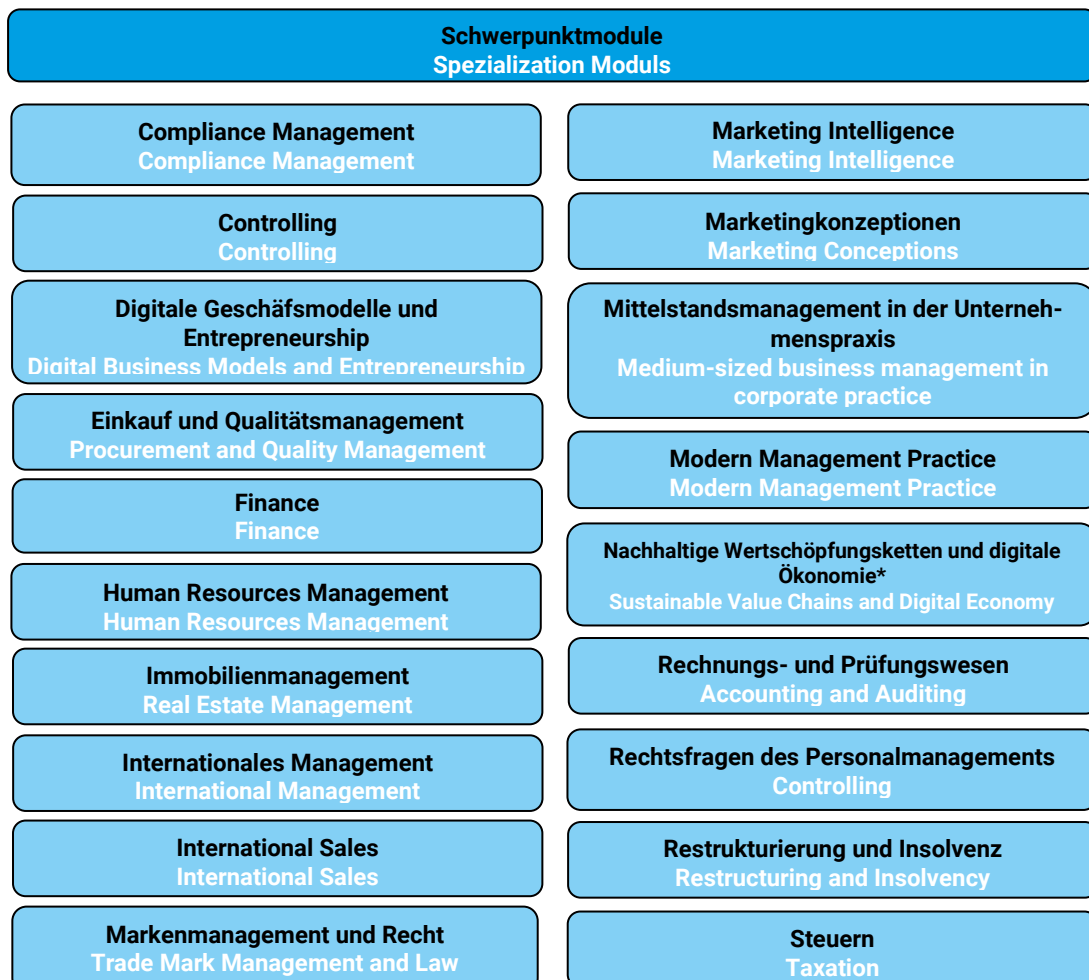 Schwerpunktmodule
Spezialization Moduls
Compliance Management
Compliance Management
Controlling
Controlling
Digitale Geschäfsmodelle und
Entrepreneurship
Digital Business Models and Entrepreneurship
Einkauf und Qualitätsmanagement
Procurement and Quality Management
Finance
Finance
Human Resources Management
Human Resources Management
Immobilienmanagement
Real Estate Management
Internationales Management
International Management
International Sales
International Sales
Markenmanagement und Recht
Trade Mark Management and Law
Marketing Intelligence
Marketing Intelligence
Marketingkonzeptionen
Marketing Conceptions
Mittelstandsmanagement in der Unterneh-
menspraxis
Medium-sized business management in
corporate practice
Modern Management Practice
Modern Management Practice
Nachhaltige Wertschöpfungsketten und digitale
Ökonomie*
Sustainable Value Chains and Digital Economy
Rechnungs- und Prüfungswesen
Accounting and Auditing
Rechtsfragen des Personalmanagements
Controlling
Restrukturierung und Insolvenz
Restructuring and Insolvency
Steuern
Taxation